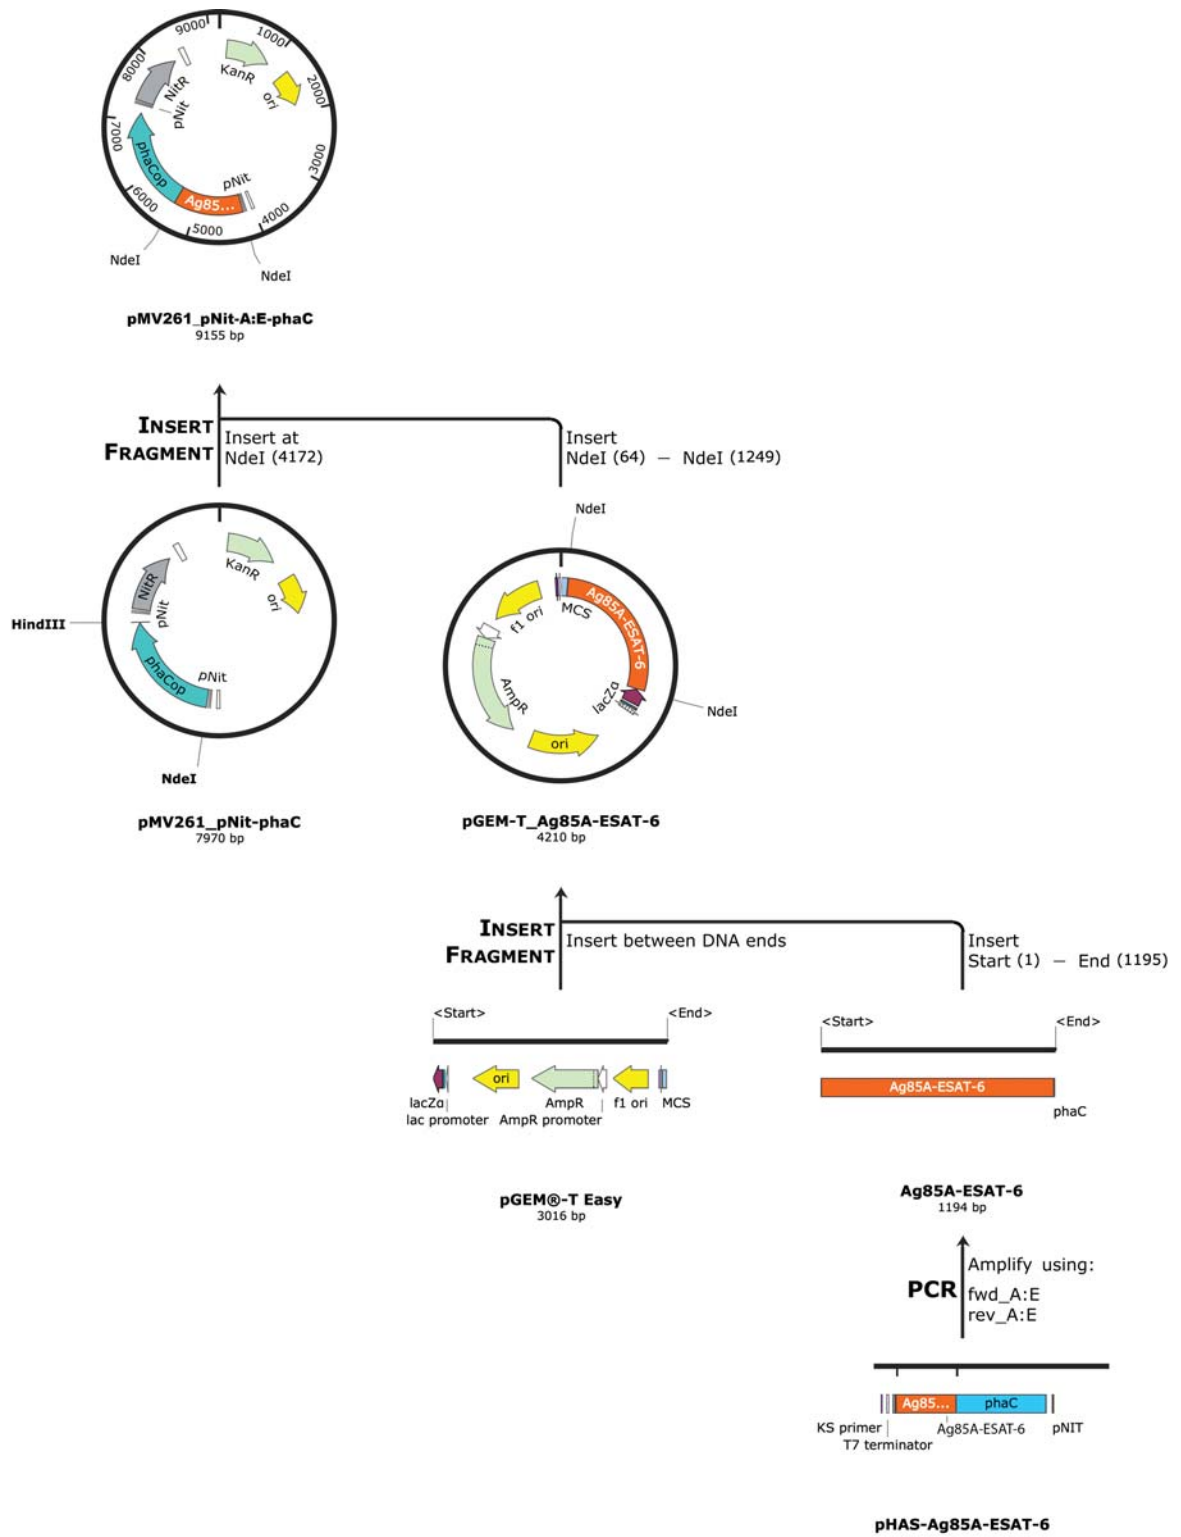 9000
1000
8000
KanR
2000
NitR
ori
pNit
7000
phaCop
3000
pNit
6000
Ag85...
4000
5000
NdeI
NdeI
pMV261_pNit-A:E-phaC
9155 bp
INSERT
FRAGMENT
Insert at
NdeI (4172)
Insert
NdeI (64) – NdeI (1249)
NdeI
KanR
NitR
ori
pNit
HindIII
phaCop
pNit
NdeI
pMV261_pNit-phaC
7970 bp
f1 ori
MCS
Ag85A-ESAT-6
AmpR
lacZα
NdeI
ori
pGEM-T_Ag85A-ESAT-6
4210 bp
INSERT
FRAGMENT
Insert between DNA ends
Insert
Start (1) – End (1195)
<Start>
<End>
<Start>
<End>
ori
Ag85A-ESAT-6
lacZα
AmpR
f1 ori
MCS
phaC
lac promoter
AmpR promoter
pGEM®-T Easy
3016 bp
Ag85A-ESAT-6
1194 bp
PCR
Amplify using:
fwd_A:E
rev_A:E
Ag85...
phaC
KS primer
Ag85A-ESAT-6
pNIT
T7 terminator
pHAS-Ag85A-ESAT-6